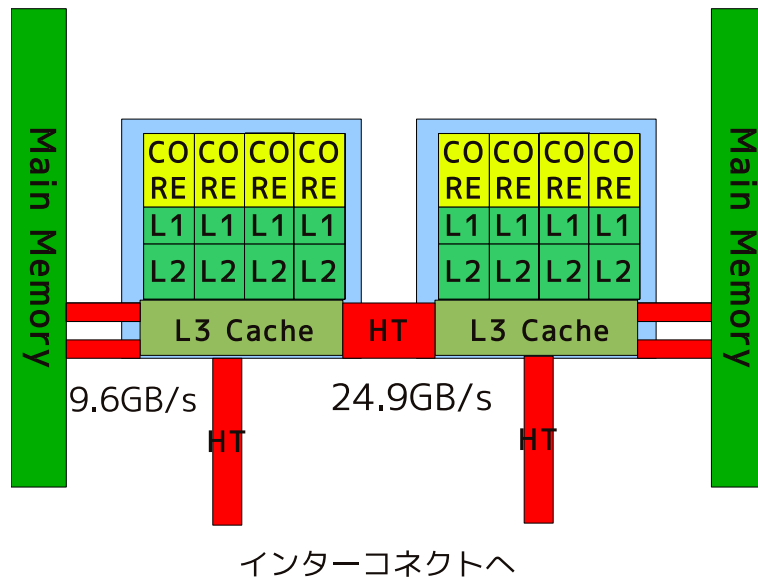 Main Memory
CO CO CO CO
RE RE RE RE
L1 L1 L1 L1
L2 L2 L2 L2
L3 Cache
HT
CO CO CO CO
RE RE RE RE
L1 L1 L1 L1
L2 L2 L2 L2
L3 Cache
Main Memory
9.6GB/s
24.9GB/s
HT
HT
インターコネクトへ